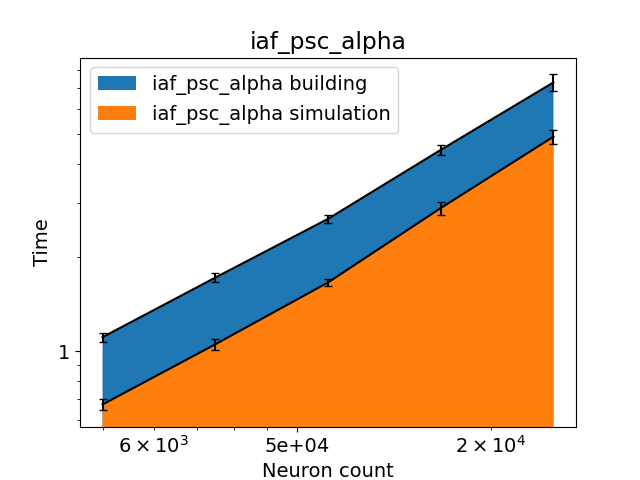 iaf_psc_alpha
iaf_psc_alpha building
iaf_psc_alpha simulation
Time
1
6 × 10³ 5e+04 2 × 10⁴
Neuron count